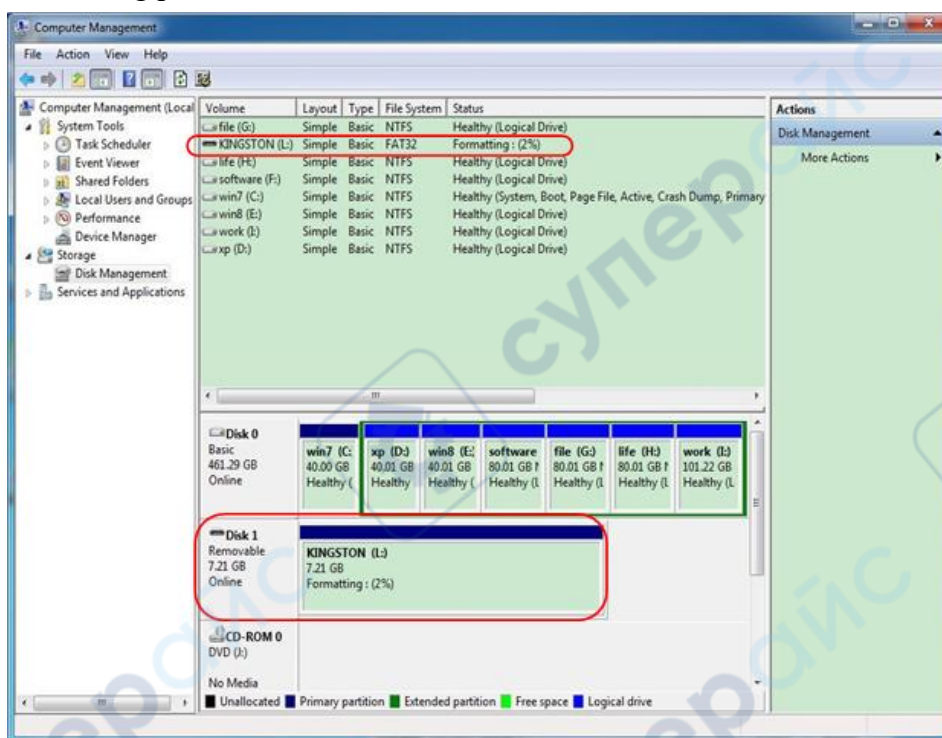 Computer Management
File Action View Help
Computer Management (Local
System Tools
Task Scheduler
Event Viewer
Shared Folders
Local Users and Groups
Performance
Device Manager
Storage
Disk Management
Services and Applications
Volume Layout Type File System Status
file (G:) Simple Basic NTFS Healthy (Logical Drive)
KINGSTON (L:) Simple Basic FAT32 Formatting : (2%)
life (H:) Simple Basic NTFS Healthy (Logical Drive)
software (F:) Simple Basic NTFS Healthy (Logical Drive)
win7 (C:) Simple Basic NTFS Healthy (System, Boot, Page File, Active, Crash Dump, Primary
win8 (E:) Simple Basic NTFS Healthy (Logical Drive)
work (I:) Simple Basic NTFS Healthy (Logical Drive)
xp (D:) Simple Basic NTFS Healthy (Logical Drive)
Actions
Disk Management
More Actions
Disk 0
Basic
461.29 GB
Online
win7 (C:
40.00 GB
Healthy (
xp (D:)
40.01 GB
Healthy
win8 (E:
40.01 GB
Healthy (
software
80.01 GB
Healthy (L
file (G:)
80.01 GB
Healthy (L
life (H:)
80.01 GB
Healthy (L
work (I:)
101.22 GB
Healthy (L
Disk 1
Removable
7.21 GB
Online
KINGSTON (L:)
7.21 GB
Formatting : (2%)
CD-ROM 0
DVD (J:)
No Media
Unallocated Primary partition Extended partition Free space Logical drive
суперайс